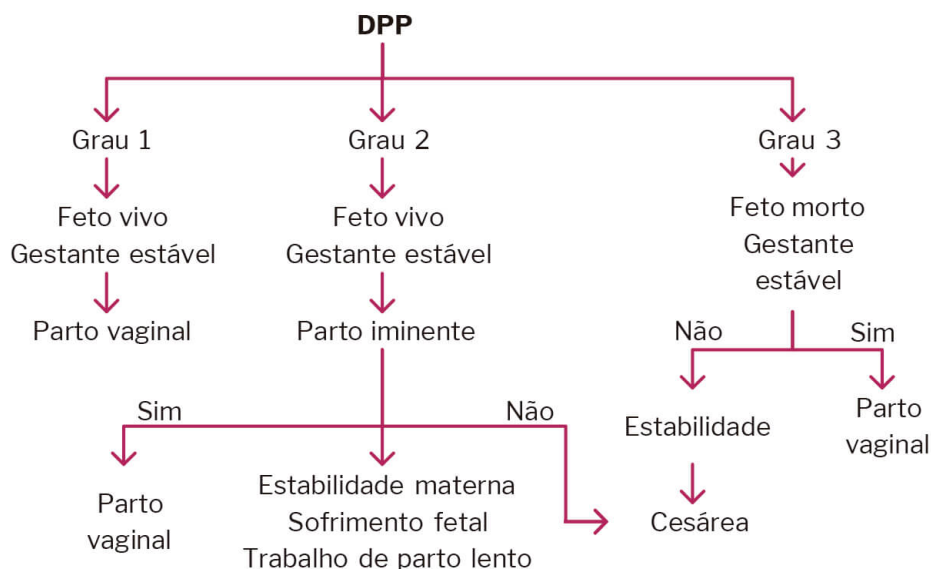 DPP
Grau 1
Feto vivo
Gestante estável
Parto vaginal
Grau 2
Feto vivo
Gestante estável
Parto iminente
Sim
Não
Parto
vaginal
Estabilidade materna
Sofrimento fetal
Trabalho de parto lento
Grau 3
Feto morto
Gestante
estável
Não
Sim
Estabilidade
Cesárea
Parto
vaginal